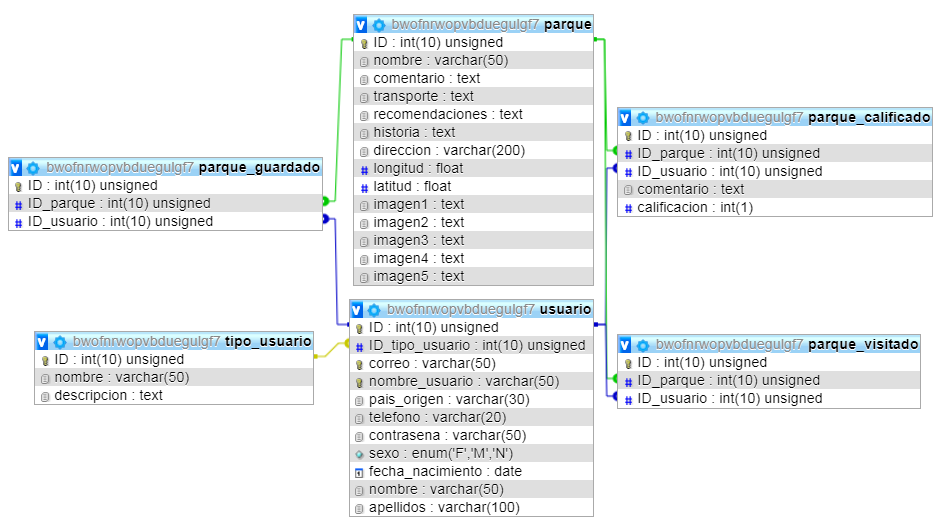 bwofnrwopvbduegulgf7 parque
ID : int(10) unsigned
nombre : varchar(50)
comentario : text
transporte : text
recomendaciones : text
historia : text
direccion : varchar(200)
longitud : float
latitud : float
imagen1 : text
imagen2 : text
imagen3 : text
imagen4 : text
imagen5 : text
bwofnrwopvbduegulgf7 parque_calificado
ID : int(10) unsigned
ID_parque : int(10) unsigned
ID_usuario : int(10) unsigned
comentario : text
calificacion : int(1)
bwofnrwopvbduegulgf7 parque_guardado
ID : int(10) unsigned
ID_parque : int(10) unsigned
ID_usuario : int(10) unsigned
bwofnrwopvbduegulgf7 usuario
ID : int(10) unsigned
ID_tipo_usuario : int(10) unsigned
correo : varchar(50)
nombre_usuario : varchar(50)
pais_origen : varchar(30)
telefono : varchar(20)
contrasena : varchar(50)
sexo : enum('F','M','N')
fecha_nacimiento : date
nombre : varchar(50)
apellidos : varchar(100)
bwofnrwopvbduegulgf7 tipo_usuario
ID : int(10) unsigned
nombre : varchar(50)
descripcion : text
bwofnrwopvbduegulgf7 parque_visitado
ID : int(10) unsigned
ID_parque : int(10) unsigned
ID_usuario : int(10) unsigned